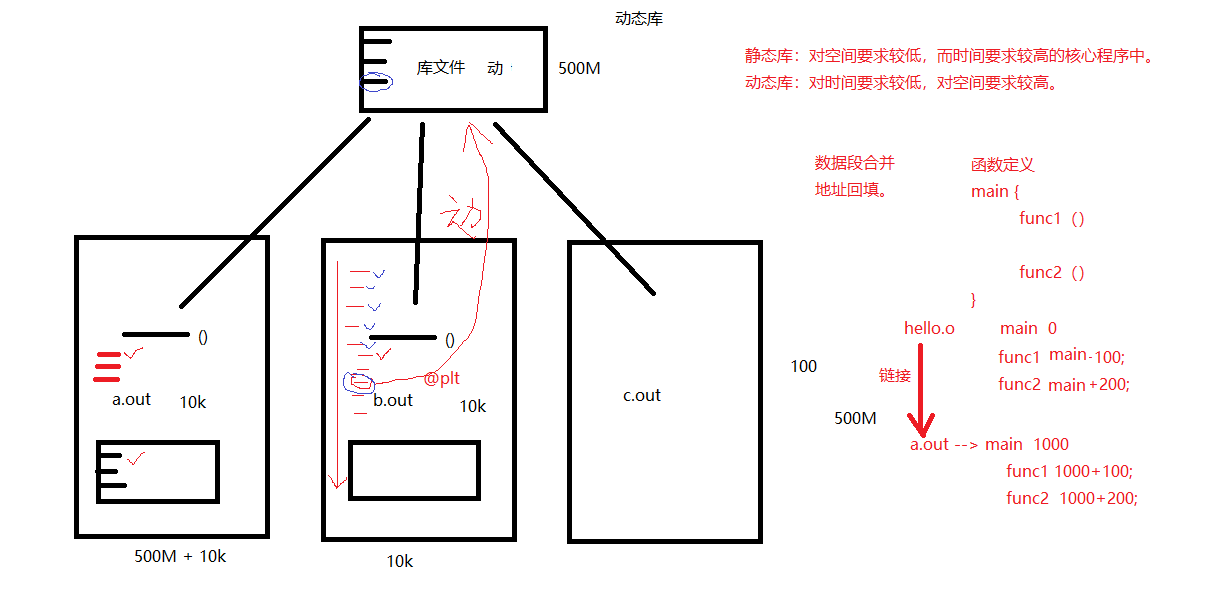 动态库
库文件 动
500M
静态库：对空间要求较低，而时间要求较高的核心程序中。
动态库：对时间要求较低，对空间要求较高。
数据段合并
地址回填。
函数定义
main {
func1（）
func2（）
}
动
()
a.out 10k
500M + 10k
()
@plt
b.out 10k
10k
c.out
100
500M
hello.o main 0
func1 main-100;
func2 main+200;
链接
a.out --> main 1000
func1 1000+100;
func2 1000+200;